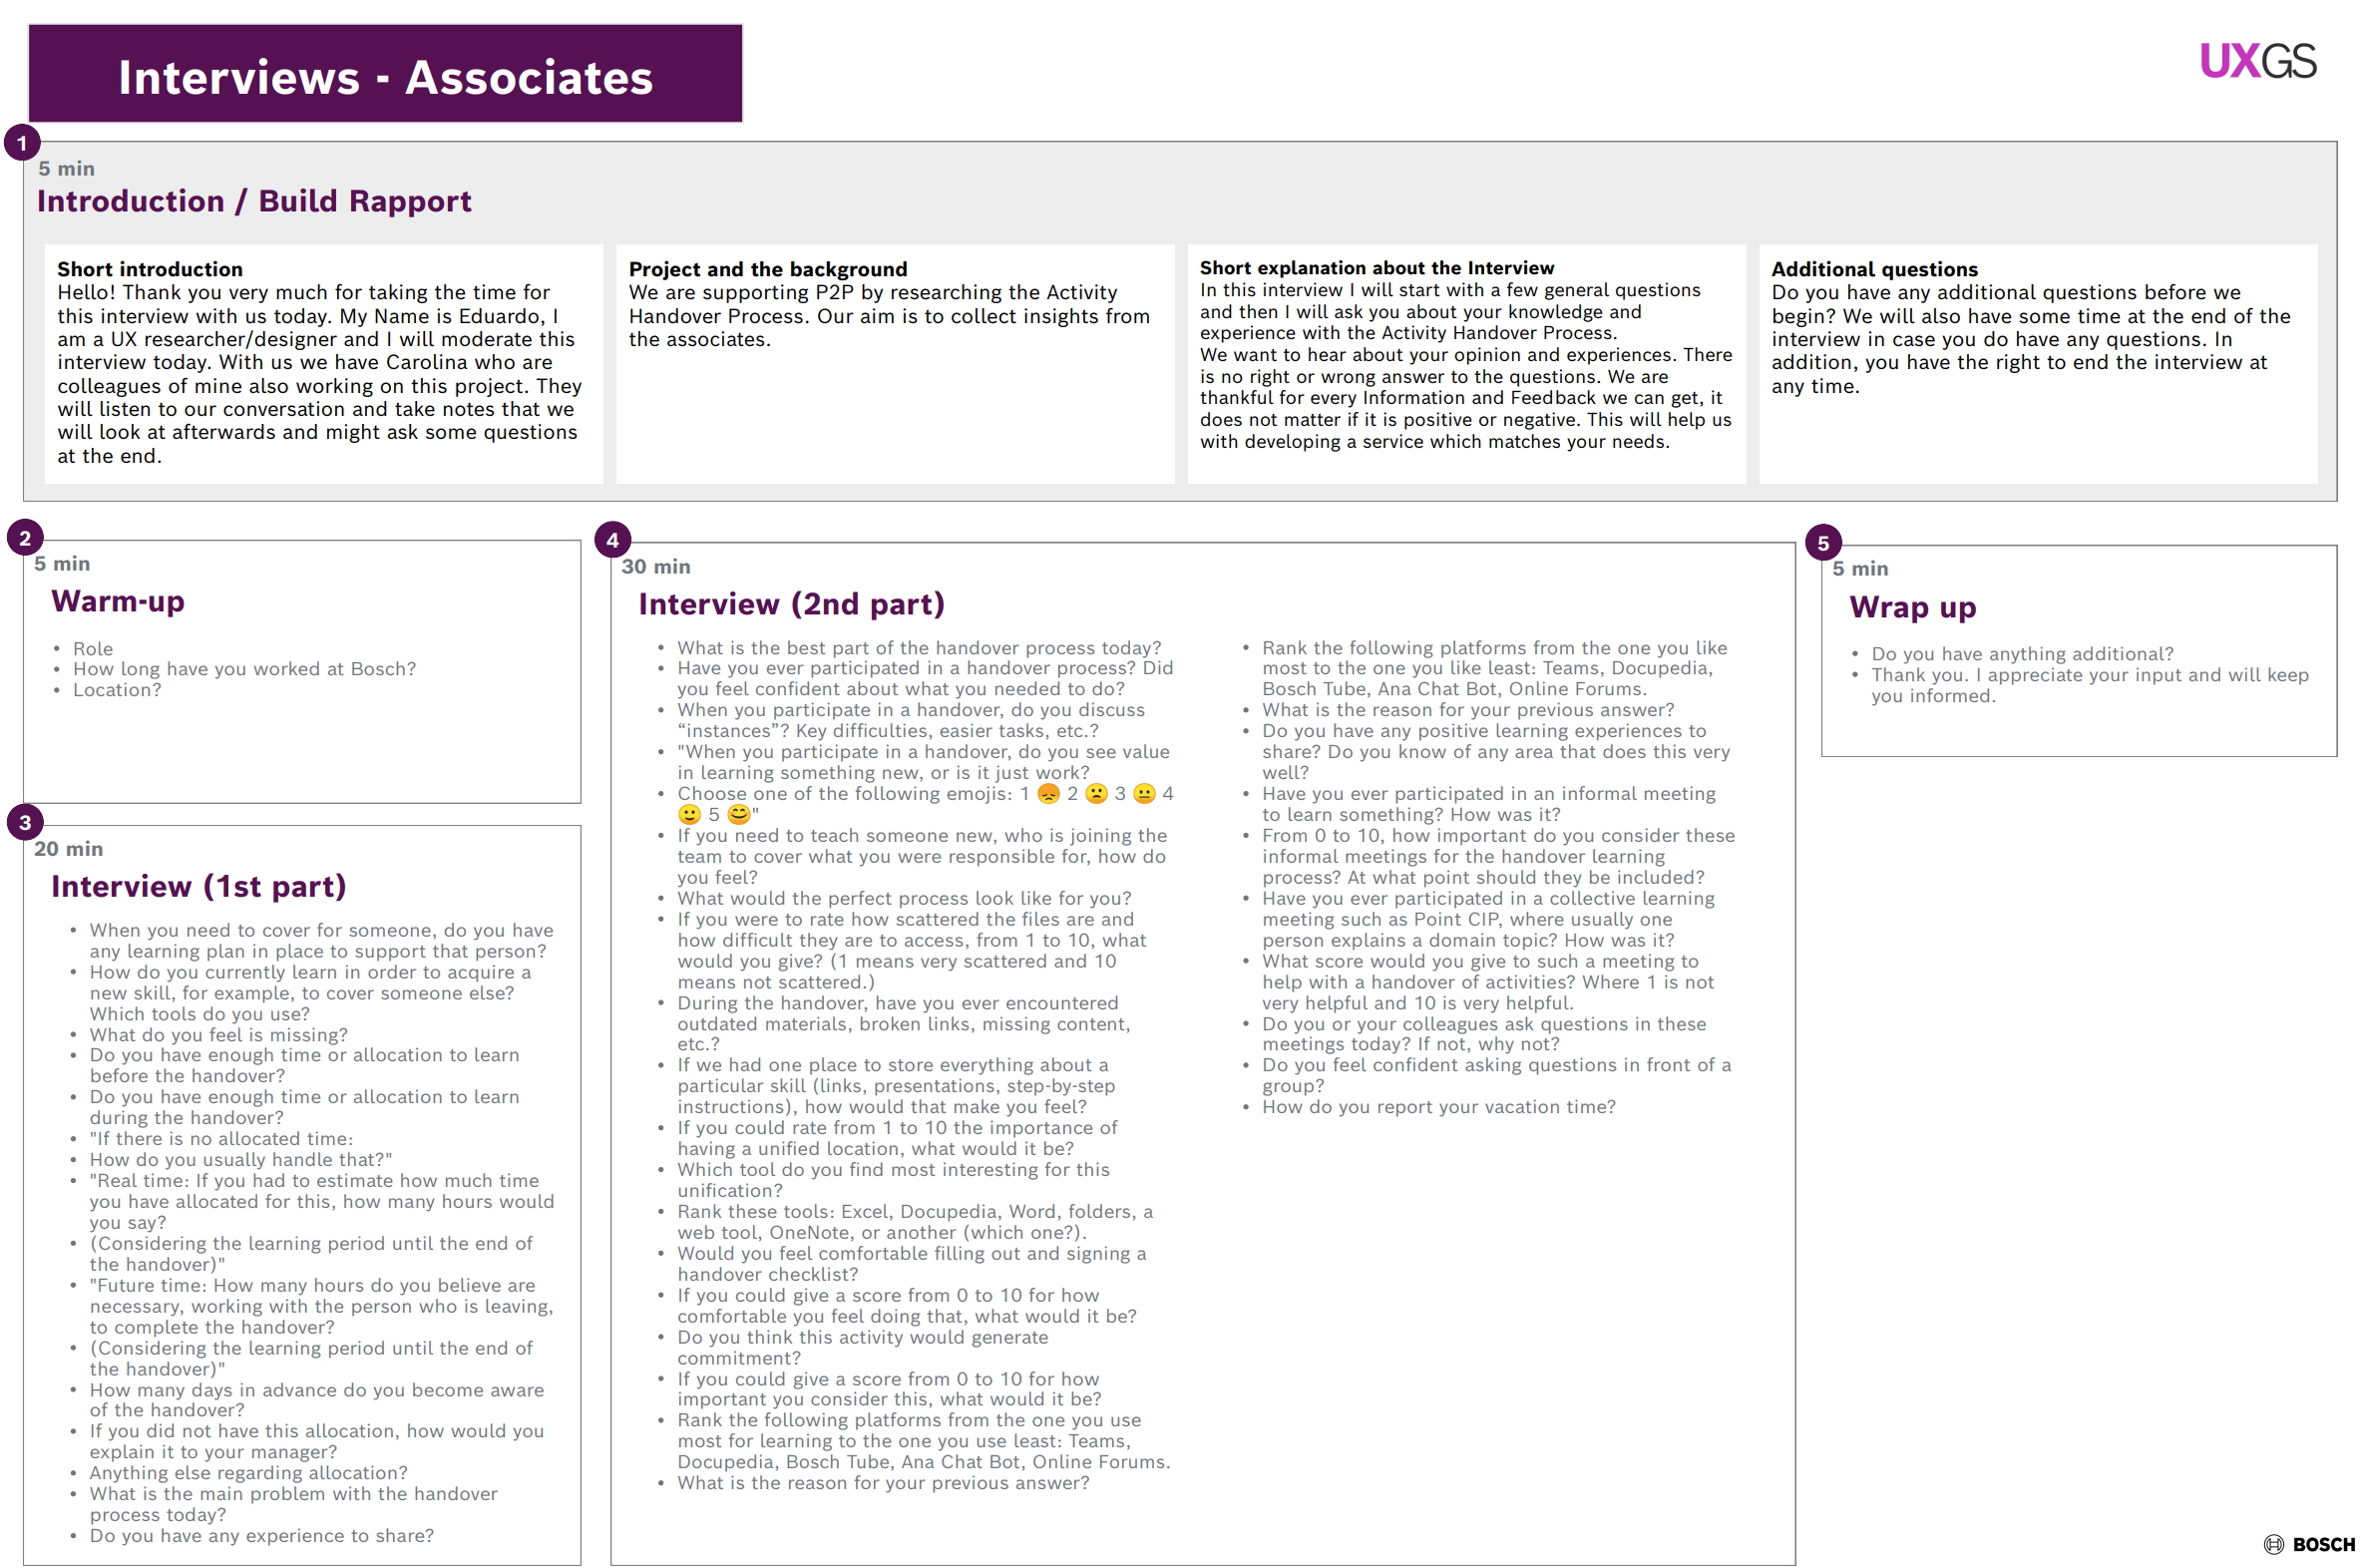 Interviews - Associates
UXGS
1
5 min
Introduction / Build Rapport
Short introduction
Hello! Thank you very much for taking the time for
this interview with us today. My Name is Eduardo, I
am a UX researcher/designer and I will moderate this
interview today. With us we have Carolina who are
colleagues of mine also working on this project. They
will listen to our conversation and take notes that we
will look at afterwards and might ask some questions
at the end.
Project and the background
We are supporting P2P by researching the Activity
Handover Process. Our aim is to collect insights from
the associates.
Short explanation about the Interview
In this interview I will start with a few general questions
and then I will ask you about your knowledge and
experience with the Activity Handover Process.
We want to hear about your opinion and experiences. There
is no right or wrong answer to the questions. We are
thankful for every Information and Feedback we can get, it
does not matter if it is positive or negative. This will help us
with developing a service which matches your needs.
Additional questions
Do you have any additional questions before we
begin? We will also have some time at the end of the
interview in case you do have any questions. In
addition, you have the right to end the interview at
any time.
2
5 min
Warm-up
• Role
• How long have you worked at Bosch?
• Location?
3
20 min
Interview (1st part)
• When you need to cover for someone, do you have
any learning plan in place to support that person?
• How do you currently learn in order to acquire a
new skill, for example, to cover someone else?
Which tools do you use?
• What do you feel is missing?
• Do you have enough time or allocation to learn
before the handover?
• Do you have enough time or allocation to learn
during the handover?
• "If there is no allocated time:
• How do you usually handle that?"
• "Real time: If you had to estimate how much time
you have allocated for this, how many hours would
you say?
• (Considering the learning period until the end of
the handover)"
• "Future time: How many hours do you believe are
necessary, working with the person who is leaving,
to complete the handover?
• (Considering the learning period until the end of
the handover)"
• How many days in advance do you become aware
of the handover?
• If you did not have this allocation, how would you
explain it to your manager?
• Anything else regarding allocation?
• What is the main problem with the handover
process today?
• Do you have any experience to share?
4
30 min
Interview (2nd part)
• What is the best part of the handover process today?
• Have you ever participated in a handover process? Did
you feel confident about what you needed to do?
• When you participate in a handover, do you discuss
“instances”? Key difficulties, easier tasks, etc.?
• "When you participate in a handover, do you see value
in learning something new, or is it just work?
• Choose one of the following emojis: 1 😞 2 🙁 3 😐 4
🙂 5 😊"
• If you need to teach someone new, who is joining the
team to cover what you were responsible for, how do
you feel?
• What would the perfect process look like for you?
• If you were to rate how scattered the files are and
how difficult they are to access, from 1 to 10, what
would you give? (1 means very scattered and 10
means not scattered.)
• During the handover, have you ever encountered
outdated materials, broken links, missing content,
etc.?
• If we had one place to store everything about a
particular skill (links, presentations, step-by-step
instructions), how would that make you feel?
• If you could rate from 1 to 10 the importance of
having a unified location, what would it be?
• Which tool do you find most interesting for this
unification?
• Rank these tools: Excel, Docupedia, Word, folders, a
web tool, OneNote, or another (which one?).
• Would you feel comfortable filling out and signing a
handover checklist?
• If you could give a score from 0 to 10 for how
comfortable you feel doing that, what would it be?
• Do you think this activity would generate
commitment?
• If you could give a score from 0 to 10 for how
important you consider this, what would it be?
• Rank the following platforms from the one you use
most for learning to the one you use least: Teams,
Docupedia, Bosch Tube, Ana Chat Bot, Online Forums.
• What is the reason for your previous answer?
• Rank the following platforms from the one you like
most to the one you like least: Teams, Docupedia,
Bosch Tube, Ana Chat Bot, Online Forums.
• What is the reason for your previous answer?
• Do you have any positive learning experiences to
share? Do you know of any area that does this very
well?
• Have you ever participated in an informal meeting
to learn something? How was it?
• From 0 to 10, how important do you consider these
informal meetings for the handover learning
process? At what point should they be included?
• Have you ever participated in a collective learning
meeting such as Point CIP, where usually one
person explains a domain topic? How was it?
• What score would you give to such a meeting to
help with a handover of activities? Where 1 is not
very helpful and 10 is very helpful.
• Do you or your colleagues ask questions in these
meetings today? If not, why not?
• Do you feel confident asking questions in front of a
group?
• How do you report your vacation time?
5
5 min
Wrap up
• Do you have anything additional?
• Thank you. I appreciate your input and will keep
you informed.
BOSCH